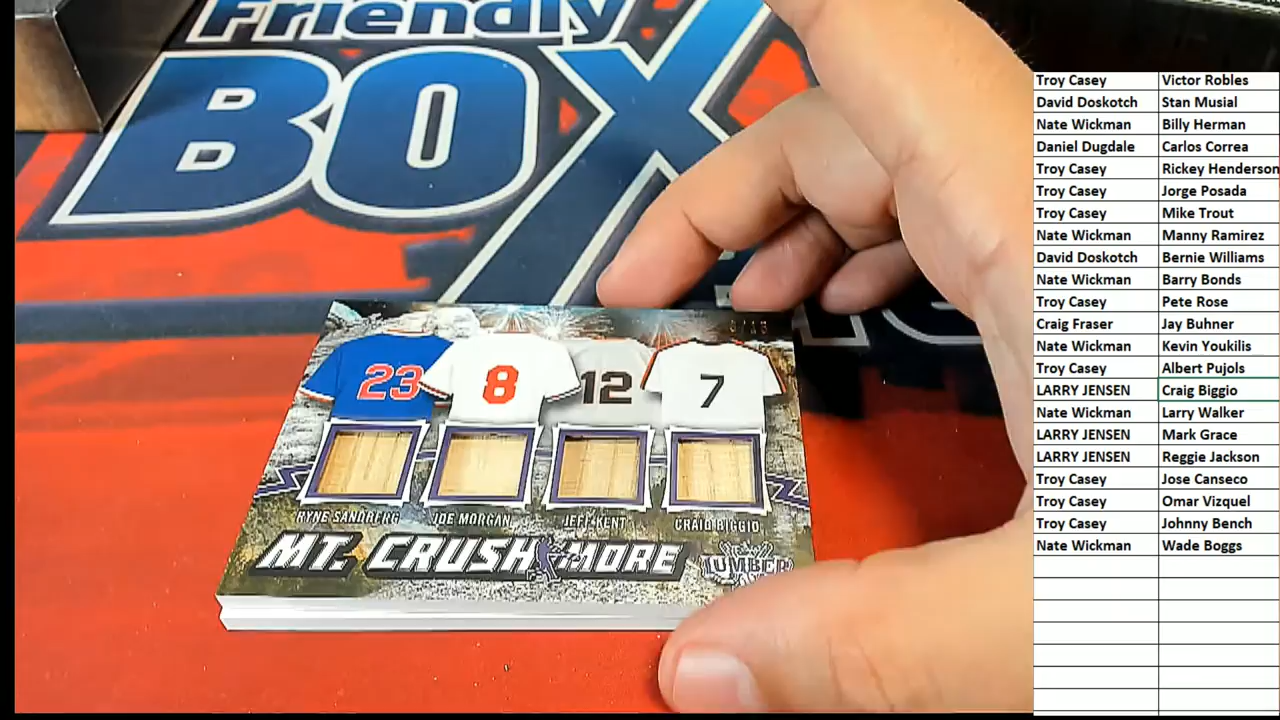 Friendly
BOX
23 8 12 7
RYNE SANDBERG JOE MORGAN JEFF KENT CRAIG BIGGIO
MT. CRUSHMORE
LUMBER
Troy Casey Victor Robles
David Doskotch Stan Musial
Nate Wickman Billy Herman
Daniel Dugdale Carlos Correa
Troy Casey Rickey Henderson
Troy Casey Jorge Posada
Troy Casey Mike Trout
Nate Wickman Manny Ramirez
David Doskotch Bernie Williams
Nate Wickman Barry Bonds
Troy Casey Pete Rose
Craig Fraser Jay Buhner
Nate Wickman Kevin Youkilis
Troy Casey Albert Pujols
LARRY JENSEN Craig Biggio
Nate Wickman Larry Walker
LARRY JENSEN Mark Grace
LARRY JENSEN Reggie Jackson
Troy Casey Jose Canseco
Troy Casey Omar Vizquel
Troy Casey Johnny Bench
Nate Wickman Wade Boggs